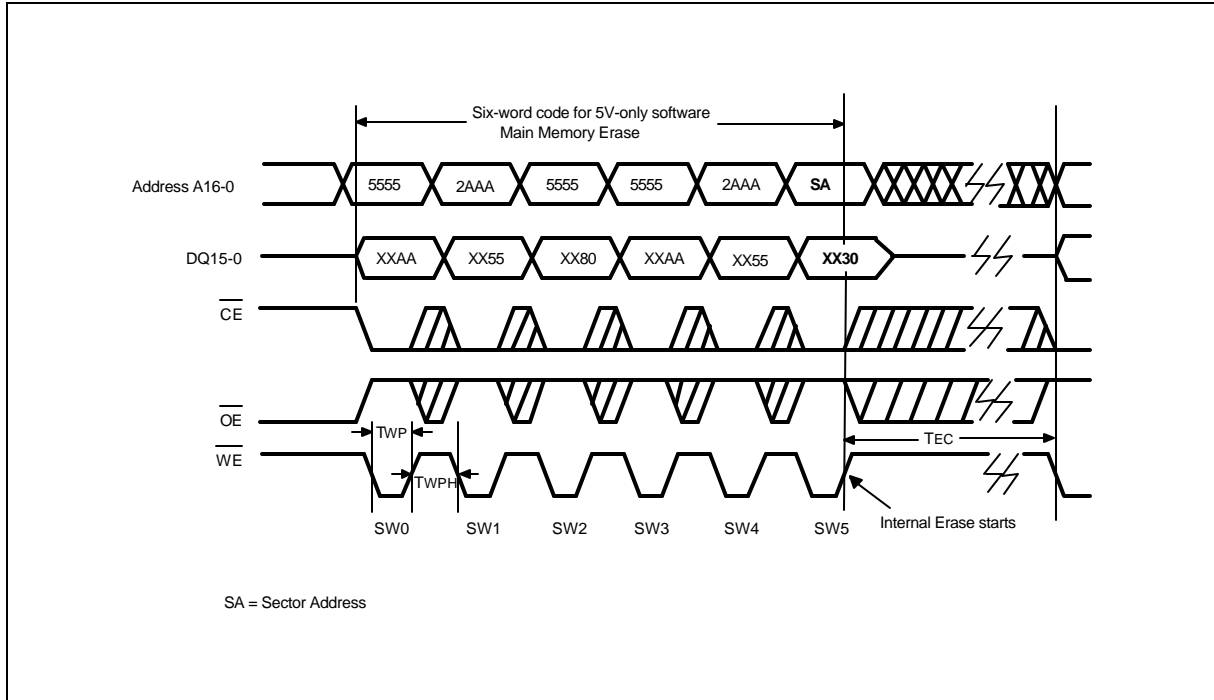 Six-word code for 5V-only software
Main Memory Erase
Address A16-0
5555
2AAA
5555
5555
2AAA
SA
DQ15-0
XXAA
XX55
XX80
XXAA
XX55
XX30
CE
OE
TWP
TEC
WE
TWPH
Internal Erase starts
SW0
SW1
SW2
SW3
SW4
SW5
SA = Sector Address